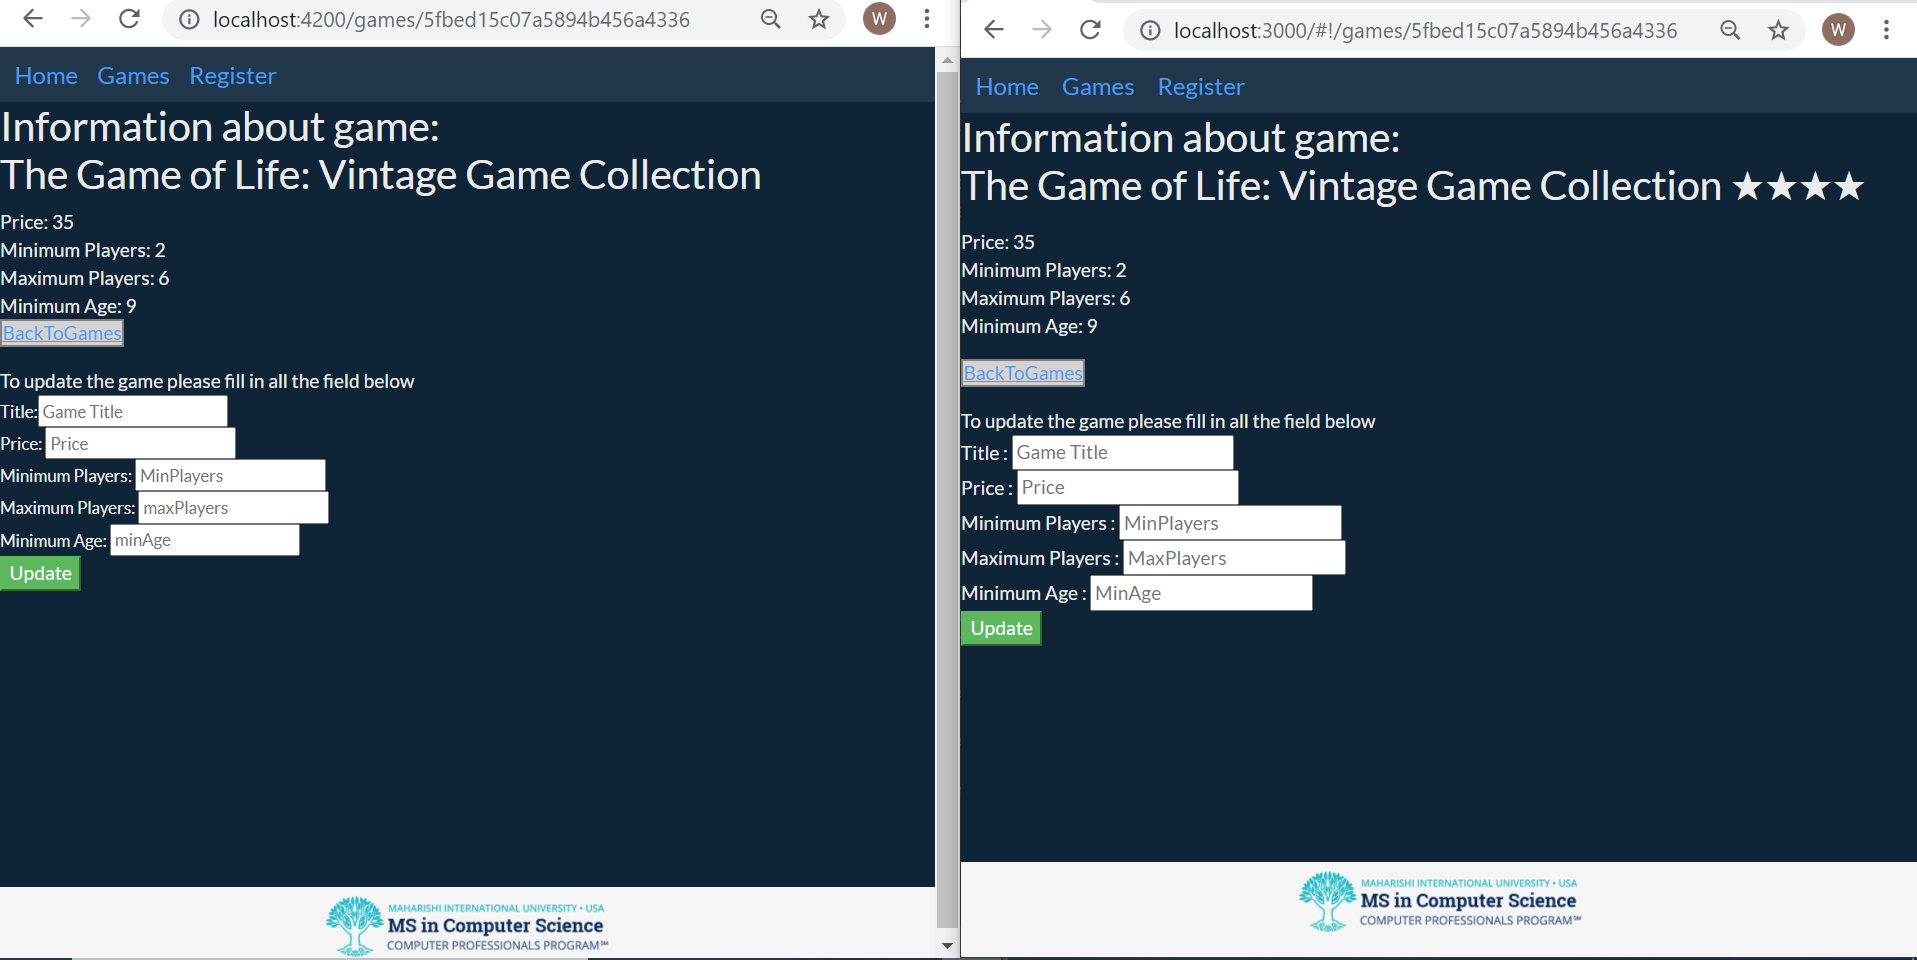 localhost:4200/games/5fbed15c07a5894b456a4336
W
Home Games Register
Information about game:
The Game of Life: Vintage Game Collection
Price: 35
Minimum Players: 2
Maximum Players: 6
Minimum Age: 9
BackToGames
To update the game please fill in all the field below
Title: Game Title
Price: Price
Minimum Players: MinPlayers
Maximum Players: maxPlayers
Minimum Age: minAge
Update
MAHARISHI INTERNATIONAL UNIVERSITY • USA
MS in Computer Science
COMPUTER PROFESSIONALS PROGRAM℠
localhost:3000/#!/games/5fbed15c07a5894b456a4336
W
Home Games Register
Information about game:
The Game of Life: Vintage Game Collection ★★★★
Price: 35
Minimum Players: 2
Maximum Players: 6
Minimum Age: 9
BackToGames
To update the game please fill in all the field below
Title : Game Title
Price : Price
Minimum Players : MinPlayers
Maximum Players : MaxPlayers
Minimum Age : MinAge
Update
MAHARISHI INTERNATIONAL UNIVERSITY • USA
MS in Computer Science
COMPUTER PROFESSIONALS PROGRAM℠